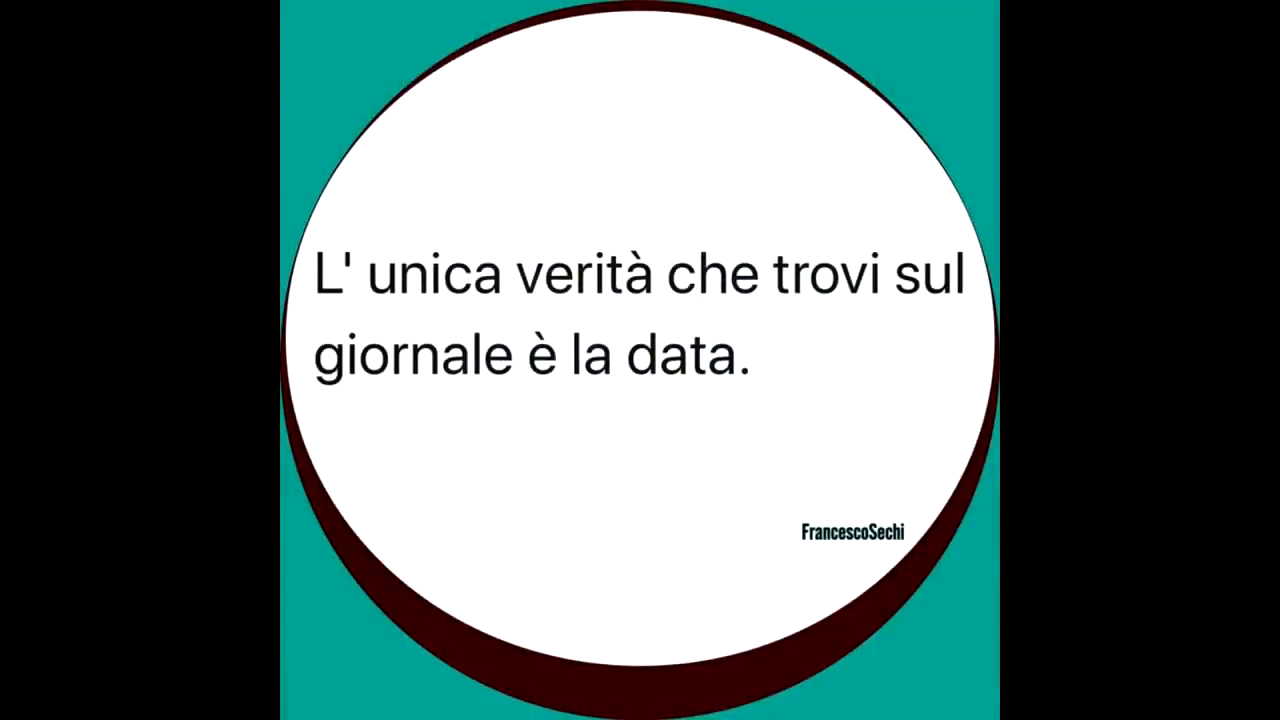 L' unica verità che trovi sul
giornale è la data.
FrancescoSechi